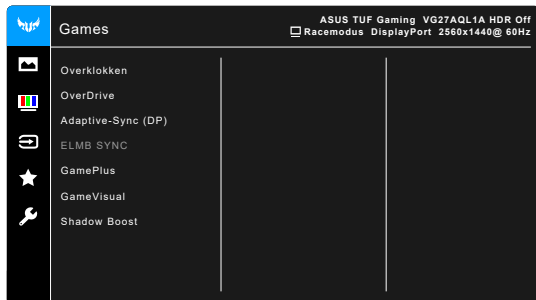 Games
ASUS TUF Gaming VG27AQL1A HDR Off
Racemodus DisplayPort 2560x1440@ 60Hz
Overklokken
OverDrive
Adaptive-Sync (DP)
ELMB SYNC
GamePlus
GameVisual
Shadow Boost